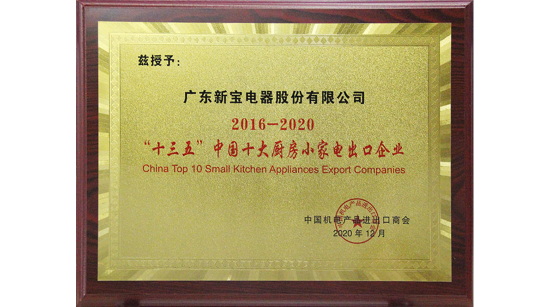 兹授予：
广东新宝电器股份有限公司
2016—2020
“十三五”中国十大厨房小家电出口企业
China Top 10 Small Kitchen Appliances Export Companies
中国机电产品进出口商会
2020年12月